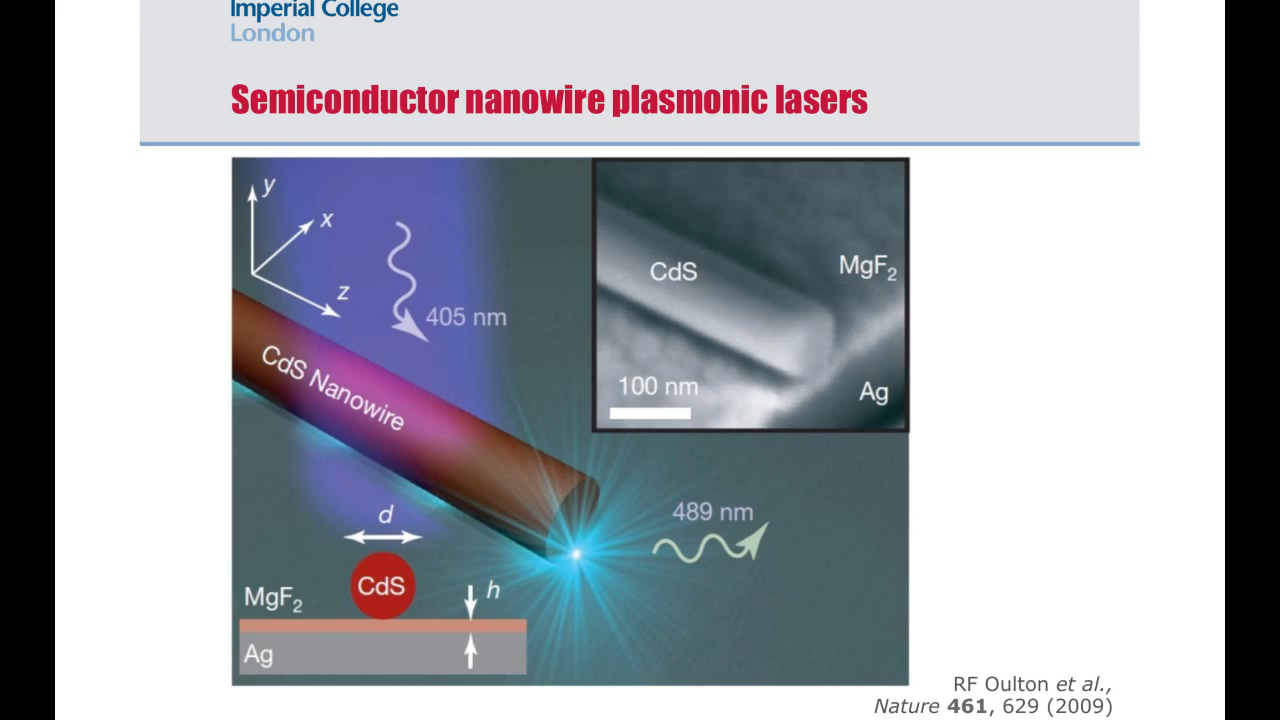 Imperial College
London
Semiconductor nanowire plasmonic lasers
y
x
z
405 nm
CdS Nanowire
CdS
MgF₂
100 nm
Ag
489 nm
d
CdS
MgF₂
h
Ag
RF Oulton et al.,
Nature 461, 629 (2009)